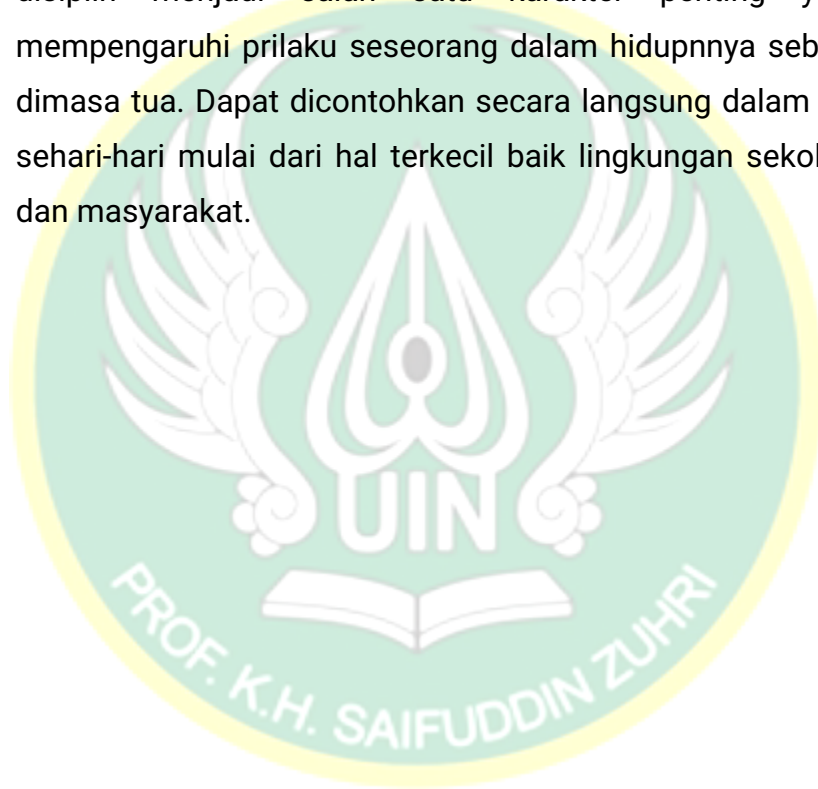 disiplin menjadi salah satu karakter penting
mempengaruhi prilaku seseorang dalam hidupnnya
dimasa tua. Dapat dicontohkan secara langsung dalam
sehari-hari mulai dari hal terkecil baik lingkungan
dan masyarakat.
UIN
PROF. K.H. SAIFUDDIN ZUHRI